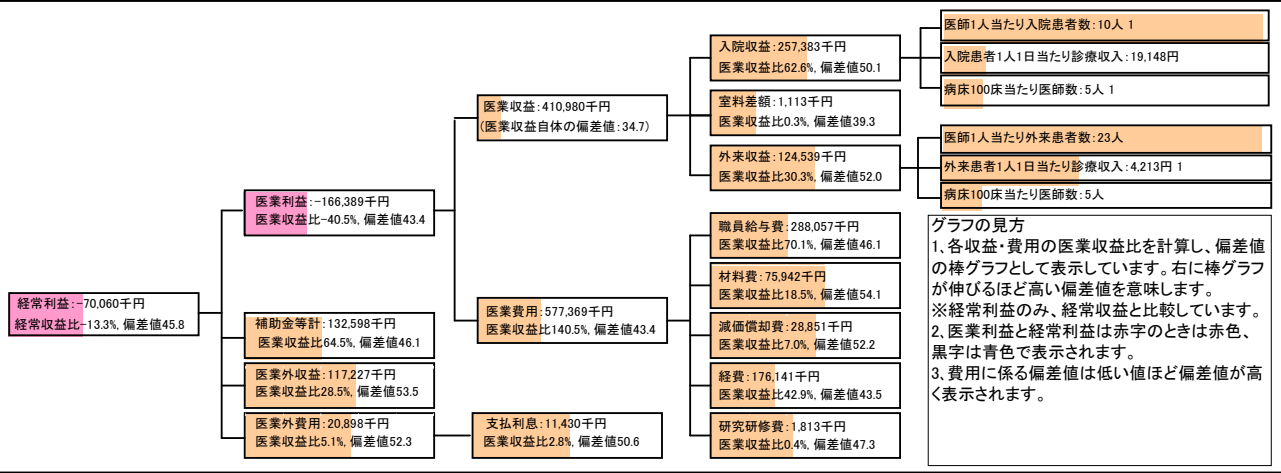 経常利益:-70,060千円
経常収益比-13.3%, 偏差値45.8
医業利益:-166,389千円
医業収益比-40.5%, 偏差値43.4
補助金等計:132,598千円
医業収益比64.5%, 偏差値46.1
医業外収益:117,227千円
医業収益比28.5%, 偏差値53.5
医業外費用:20,898千円
医業収益比5.1%, 偏差値52.3
医業収益:410,980千円
(医業収益自体の偏差値:34.7)
医業費用:577,369千円
医業収益比140.5%, 偏差値43.4
支払利息:11,430千円
医業収益比2.8%, 偏差値50.6
入院収益:257,383千円
医業収益比62.6%, 偏差値50.1
室料差額:1,113千円
医業収益比0.3%, 偏差値39.3
外来収益:124,539千円
医業収益比30.3%, 偏差値52.0
職員給与費:288,057千円
医業収益比70.1%, 偏差値46.1
材料費:75,942千円
医業収益比18.5%, 偏差値54.1
減価償却費:28,851千円
医業収益比7.0%, 偏差値52.2
経費:176,141千円
医業収益比42.9%, 偏差値43.5
研究研修費:1,813千円
医業収益比0.4%, 偏差値47.3
医師1人当たり入院患者数:10人 1
入院患者1人1日当たり診療収入:19,148円
病床100床当たり医師数:5人 1
医師1人当たり外来患者数:23人
外来患者1人1日当たり診療収入:4,213円 1
病床100床当たり医師数:5人
グラフの見方
1、各収益・費用の医業収益比を計算し、偏差値
の棒グラフとして表示しています。右に棒グラフ
が伸びるほど高い偏差値を意味します。
※経常利益のみ、経常収益と比較しています。
2、医業利益と経常利益は赤字のときは赤色、
黒字は青色で表示されます。
3、費用に係る偏差値は低い値ほど偏差値が高
く表示されます。